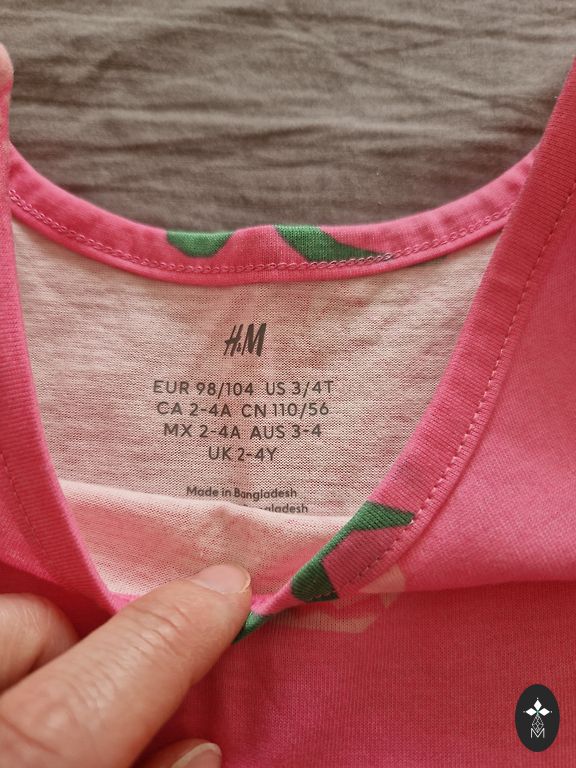 H&M
EUR 98/104 US 3/4T
CA 2-4A CN 110/56
MX 2-4A AUS 3-4
UK 2-4Y
Made in Bangladesh
ladesh
M